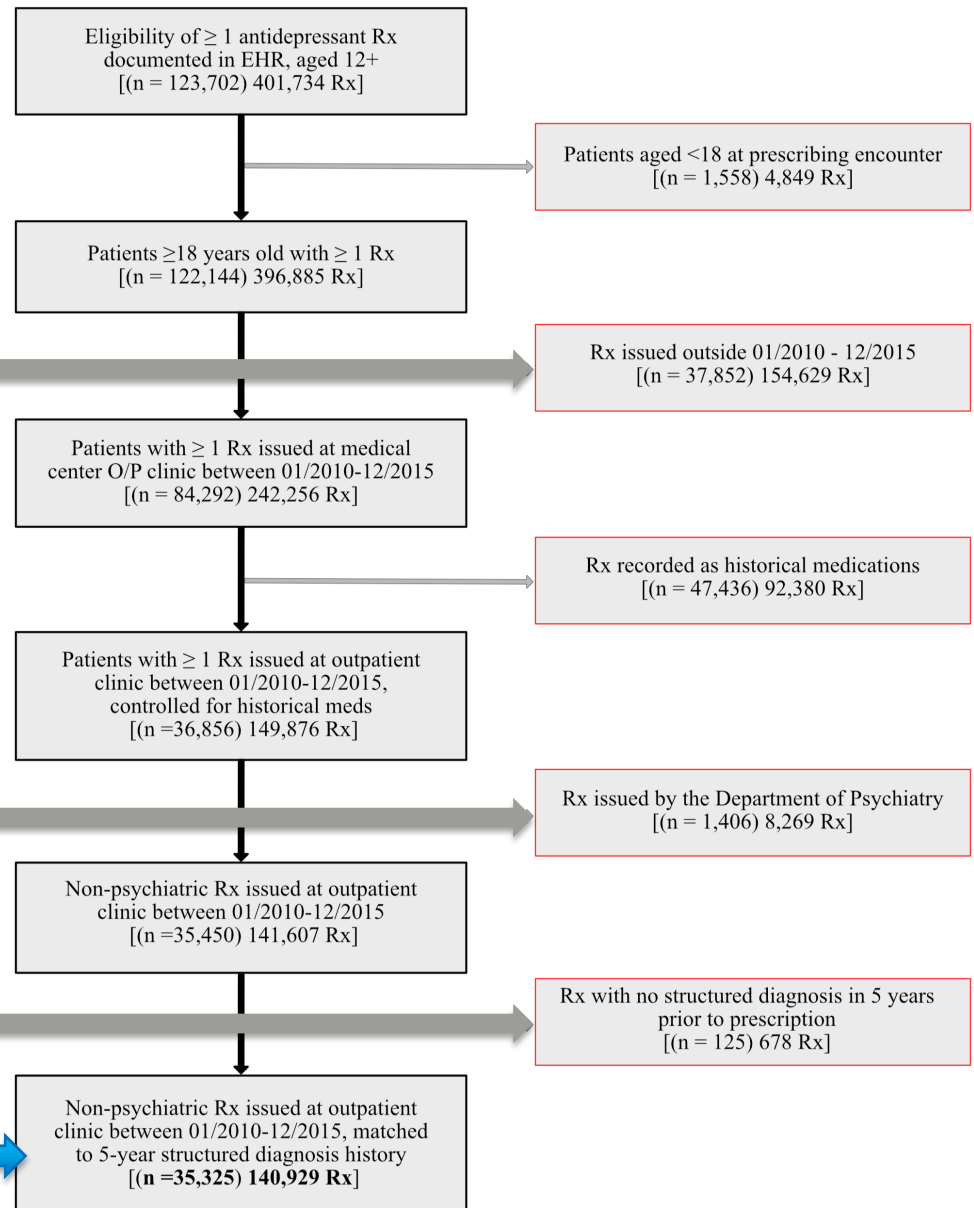 Eligibility of ≥ 1 antidepressant Rx
documented in EHR, aged 12+
[(n = 123,702) 401,734 Rx]
Patients aged <18 at prescribing encounter
[(n = 1,558) 4,849 Rx]
Patients ≥18 years old with ≥ 1 Rx
[(n = 122,144) 396,885 Rx]
Rx issued outside 01/2010 - 12/2015
[(n = 37,852) 154,629 Rx]
Patients with ≥ 1 Rx issued at medical
center O/P clinic between 01/2010-12/2015
[(n = 84,292) 242,256 Rx]
Rx recorded as historical medications
[(n = 47,436) 92,380 Rx]
Patients with ≥ 1 Rx issued at outpatient
clinic between 01/2010-12/2015,
controlled for historical meds
[(n =36,856) 149,876 Rx]
Rx issued by the Department of Psychiatry
[(n = 1,406) 8,269 Rx]
Non-psychiatric Rx issued at outpatient
clinic between 01/2010-12/2015
[(n =35,450) 141,607 Rx]
Rx with no structured diagnosis in 5 years
prior to prescription
[(n = 125) 678 Rx]
Non-psychiatric Rx issued at outpatient
clinic between 01/2010-12/2015, matched
to 5-year structured diagnosis history
[(n =35,325) 140,929 Rx]